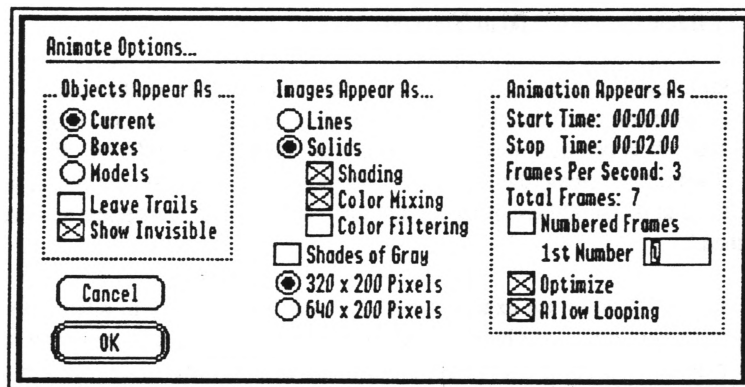 Animate Options...
Objects Appear As
Current
Boxes
Models
Leave Trails
Show Invisible
Cancel
OK
Images Appear As...
Lines
Solids
Shading
Color Mixing
Color Filtering
Shades of Gray
320 x 200 Pixels
640 x 200 Pixels
Animation Appears As
Start Time: 00:00.00
Stop Time: 00:02.00
Frames Per Second: 3
Total Frames: 7
Numbered Frames
1st Number
Optimize
Allow Looping